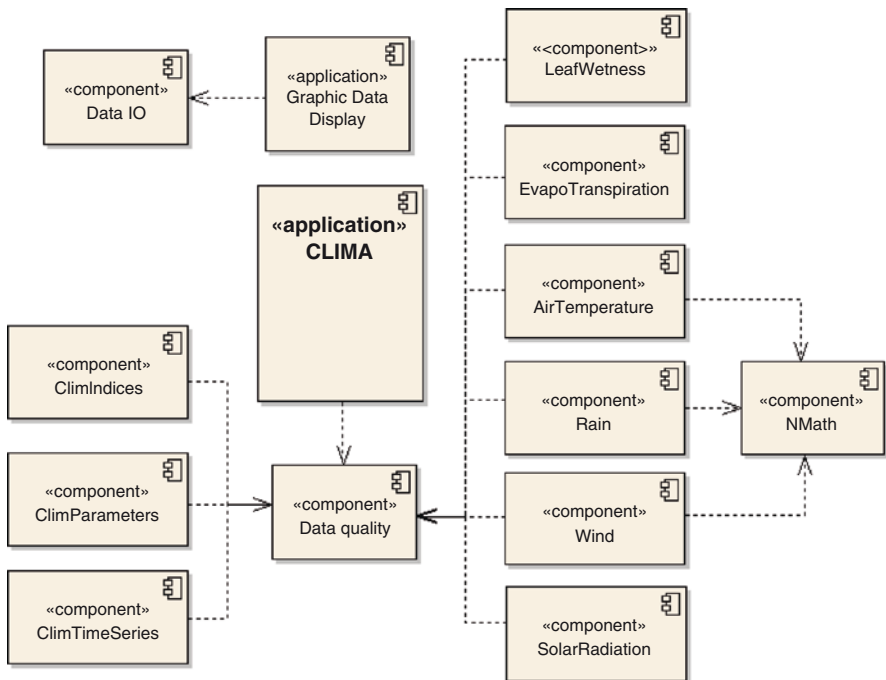 «component»
Data IO
«application»
Graphic Data
Display
«<component>»
LeafWetness
«component»
EvapoTranspiration
«application»
CLIMA
«component»
AirTemperature
«component»
ClimIndices
«component»
Rain
«component»
NMath
«component»
ClimParameters
«component»
Data quality
«component»
Wind
«component»
ClimTimeSeries
«component»
SolarRadiation